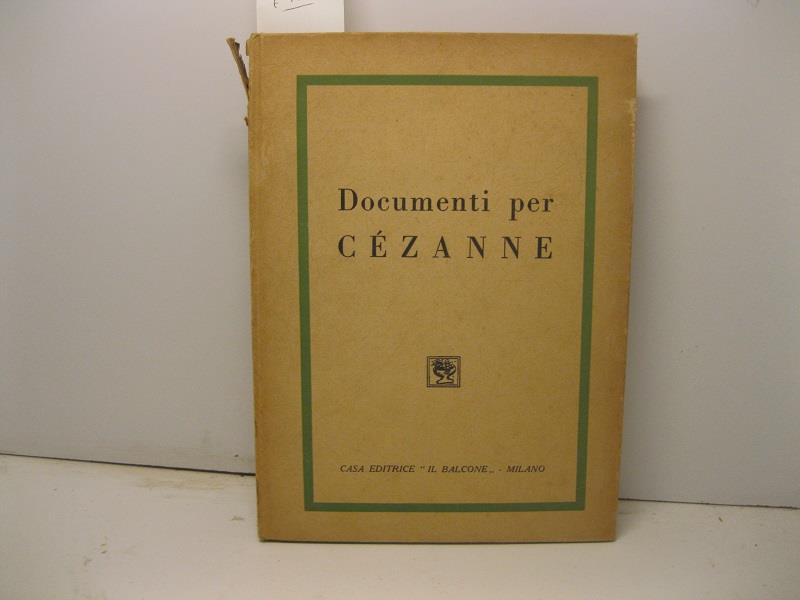 Documenti per
CÉZANNE
CASA EDITRICE “ IL BALCONE „ - MILANO